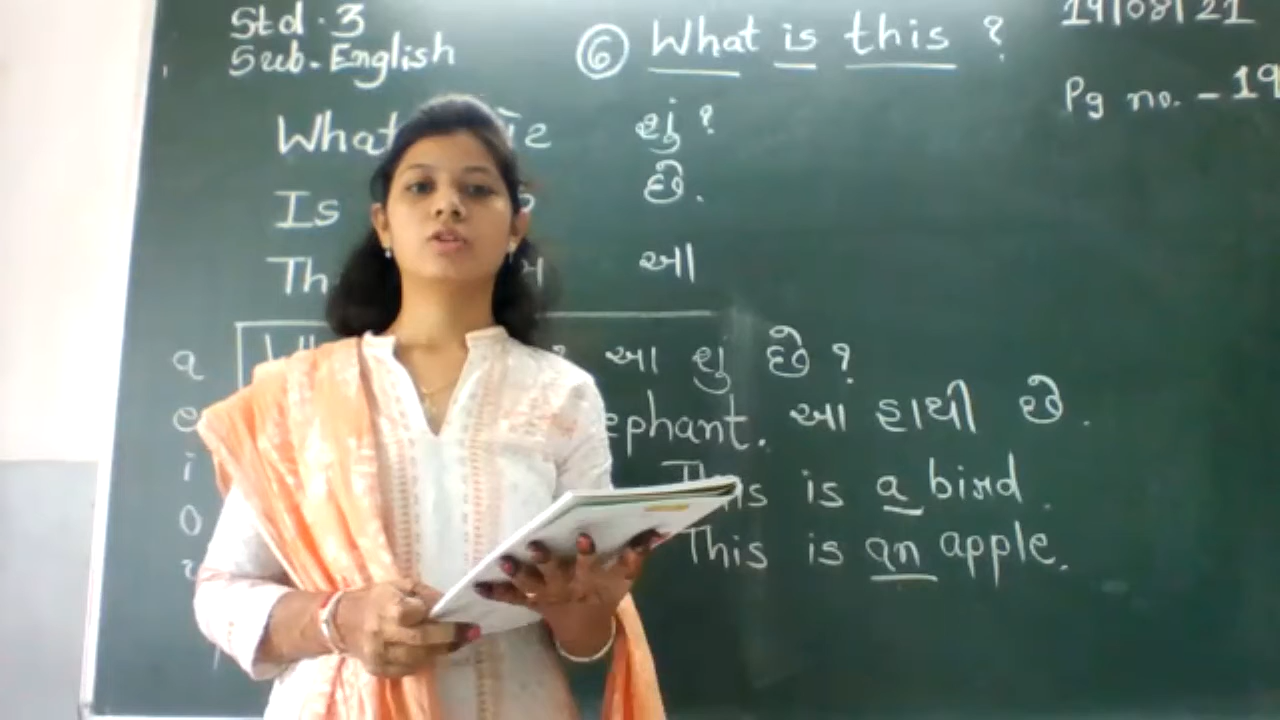 Std. 3
Sub. English
⑥ What is this ?
19/08/21
Pg no. - 19
What શું ?
Is છે.
આ
a ? આ શું છે ?
e ephant. આ હાથી છે.
i This is a bird.
o This is an apple.